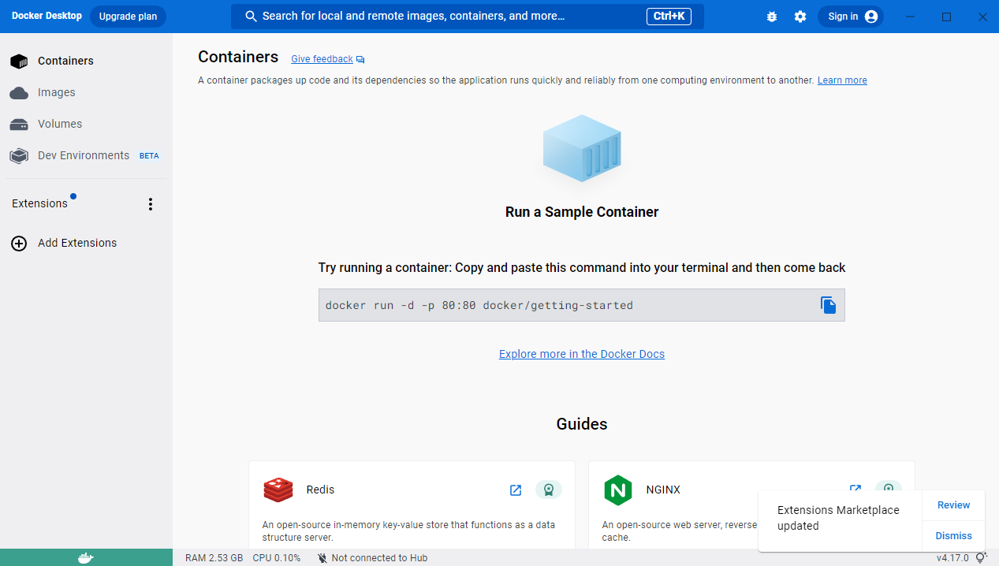 Docker Desktop
Upgrade plan
Search for local and remote images, containers, and more...
Ctrl+K
Sign in
Containers
Images
Volumes
Dev Environments BETA
Extensions
Add Extensions
Containers
Give feedback
A container packages up code and its dependencies so the application runs quickly and reliably from one computing environment to another. Learn more
Run a Sample Container
Try running a container: Copy and paste this command into your terminal and then come back
docker run -d -p 80:80 docker/getting-started
Explore more in the Docker Docs
Guides
Redis
An open-source in-memory key-value store that functions as a data
structure server.
N
NGINX
An open-source web server, reverse
cache.
Extensions Marketplace
updated
Review
Dismiss
RAM 2.53 GB CPU 0.10% Not connected to Hub
v4.17.0